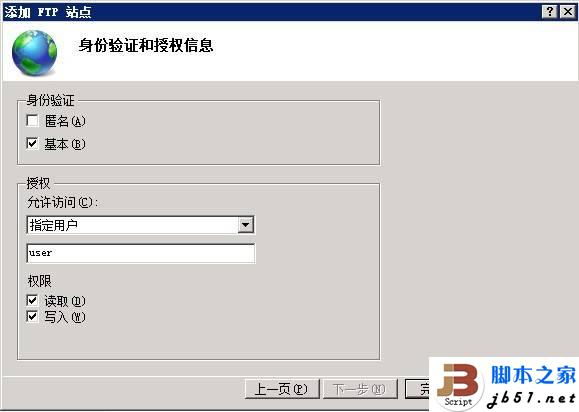 添加 FTP 站点
身份验证和授权信息
身份验证
匿名(A)
基本(B)
授权
允许访问(C):
指定用户
user
权限
读取(D)
写入(W)
上一页(P)
下一步(N)
完
脚本之家
Script
jb51.net